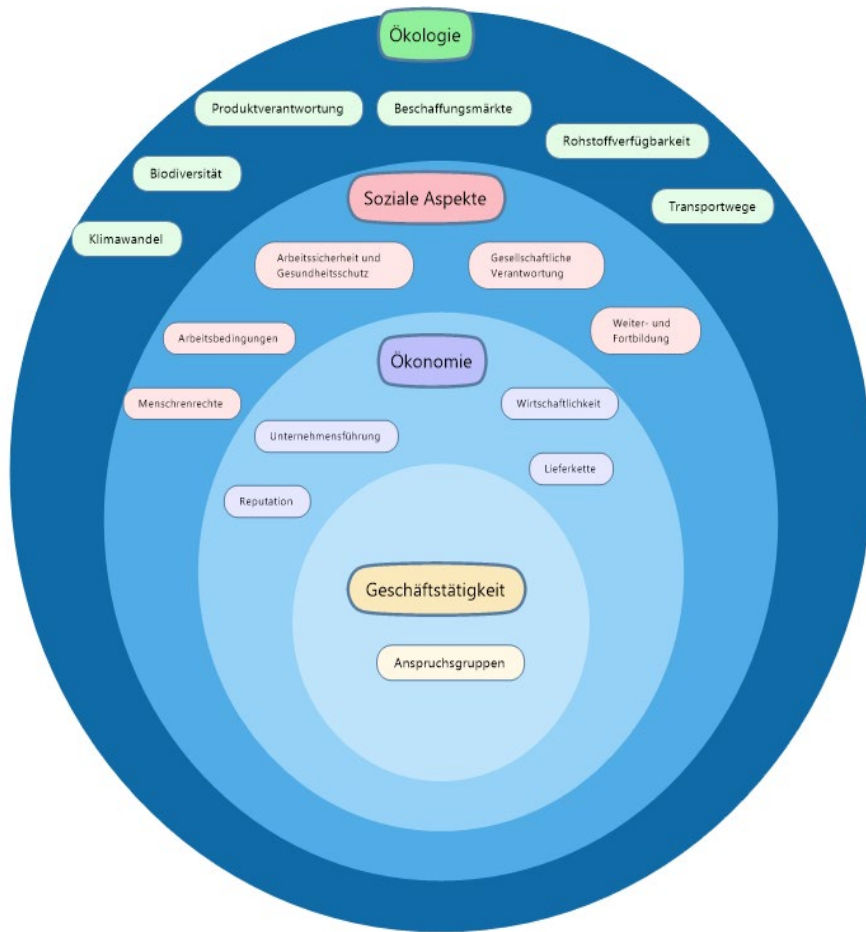 Ökologie
Produktverantwortung
Beschaffungsmärkte
Rohstoffverfügbarkeit
Biodiversität
Transportwege
Klimawandel
Soziale Aspekte
Arbeitssicherheit und
Gesundheitsschutz
Gesellschaftliche
Verantwortung
Weiter- und
Fortbildung
Arbeitsbedingungen
Menschrenrechte
Ökonomie
Wirtschaftlichkeit
Unternehmensführung
Lieferkette
Reputation
Geschäftstätigkeit
Anspruchsgruppen